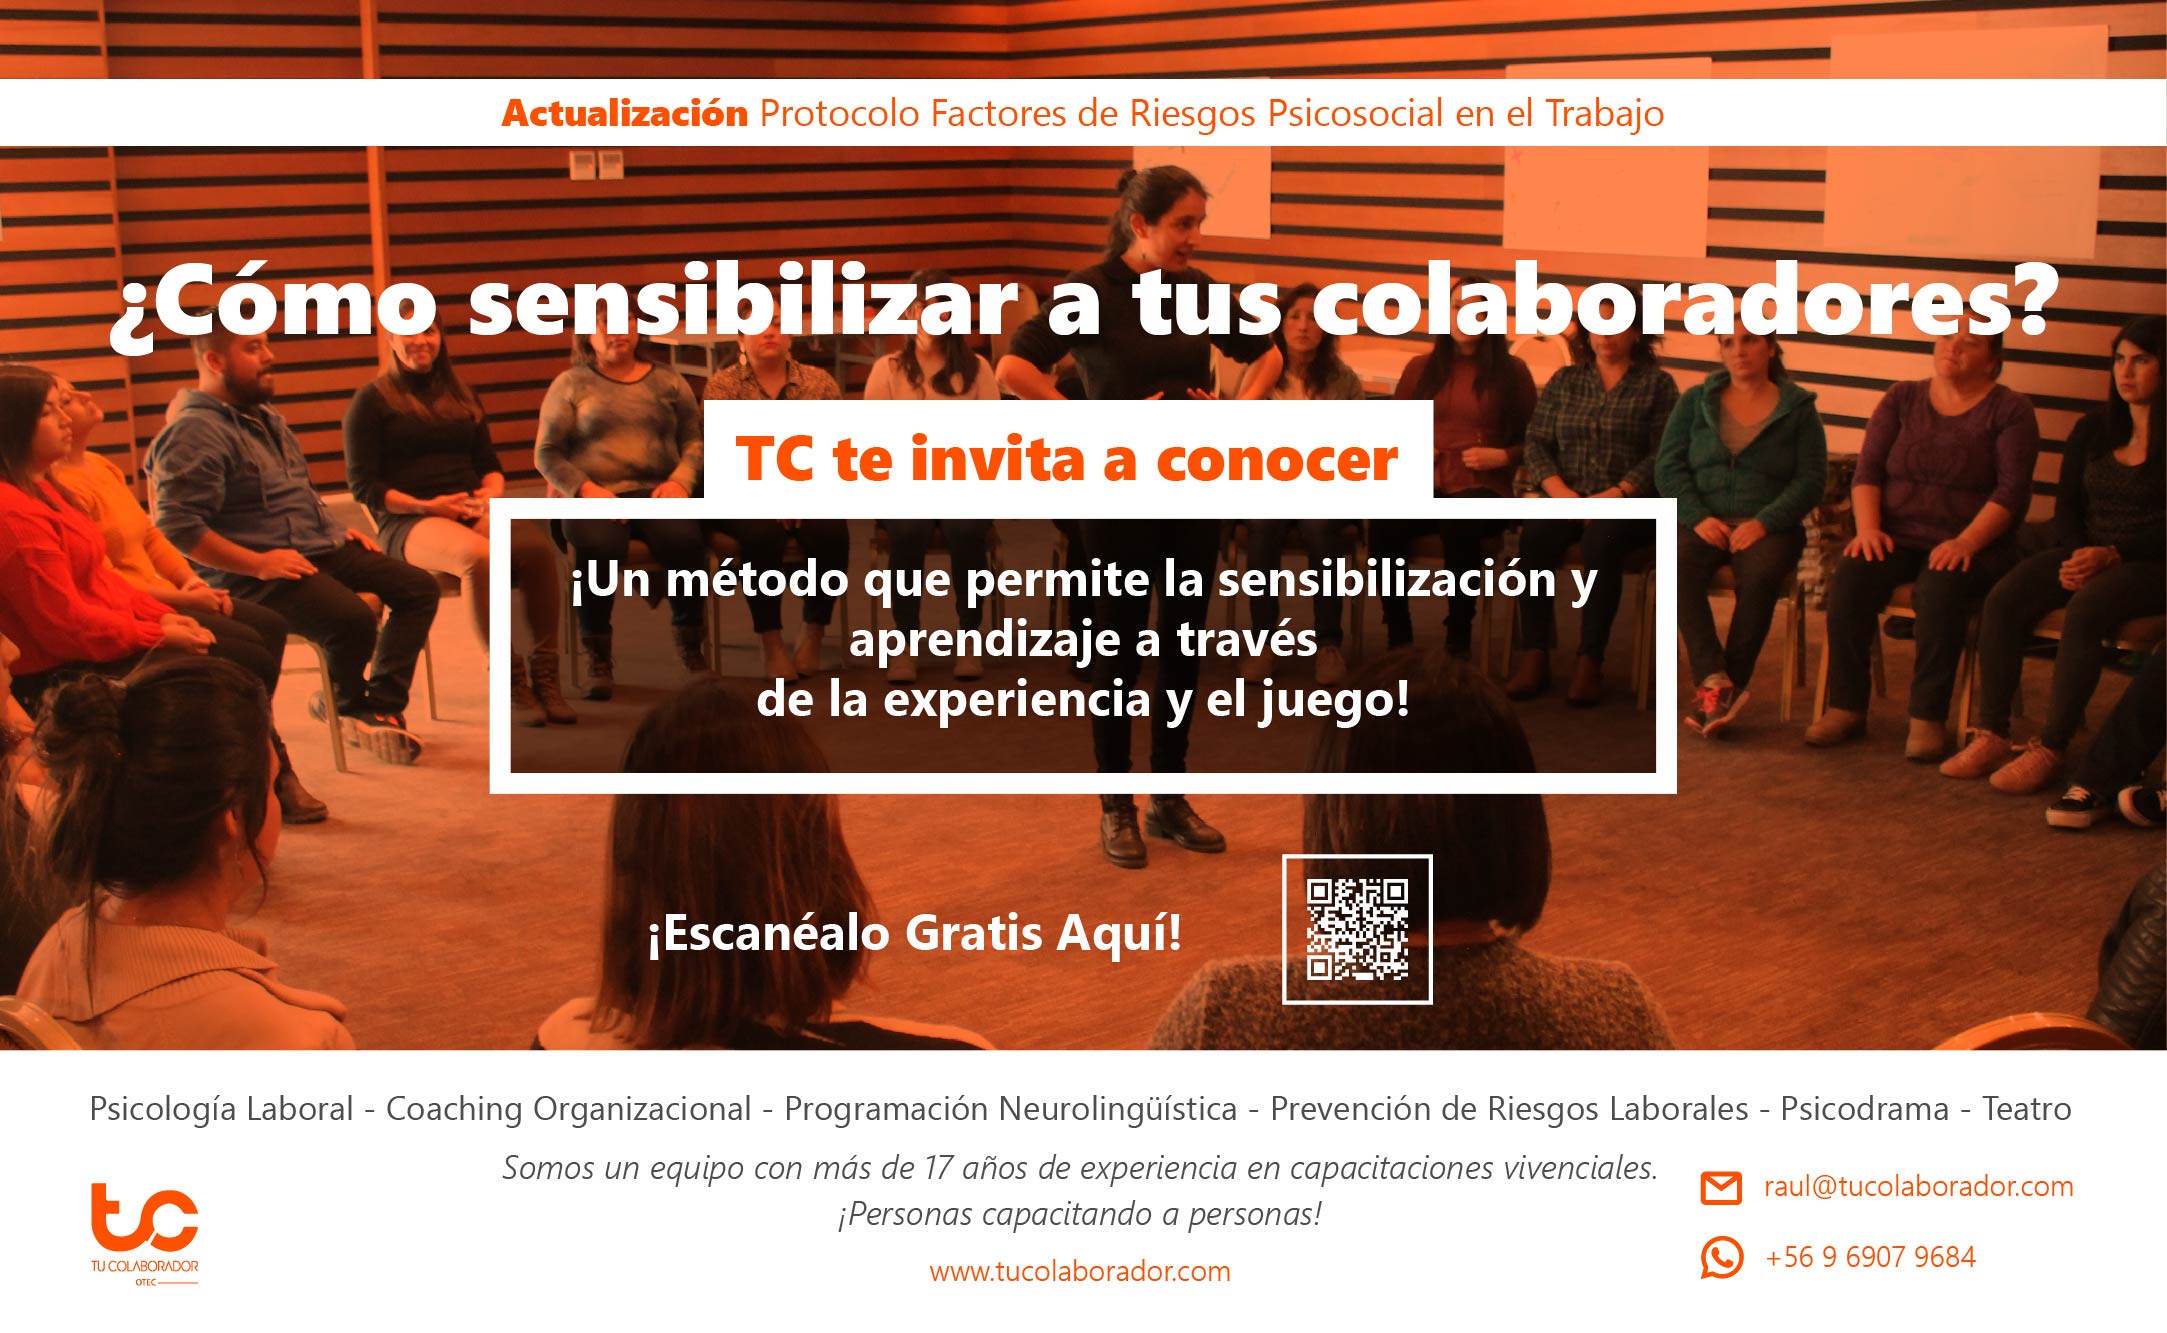 Actualización Protocolo Factores de Riesgos Psicosocial en el Trabajo
¿Cómo sensibilizar a tus colaboradores?
TC te invita a conocer
¡Un método que permite la sensibilización y
aprendizaje a través
de la experiencia y el juego!
¡Escanéalo Gratis Aquí!
Psicología Laboral - Coaching Organizacional - Programación Neurolingüística - Prevención de Riesgos Laborales - Psicodrama - Teatro
Somos un equipo con más de 17 años de experiencia en capacitaciones vivenciales.
¡Personas capacitando a personas!
www.tucolaborador.com
raul@tucolaborador.com
+56 9 6907 9684
tc
TU COLABORADOR
OTEC